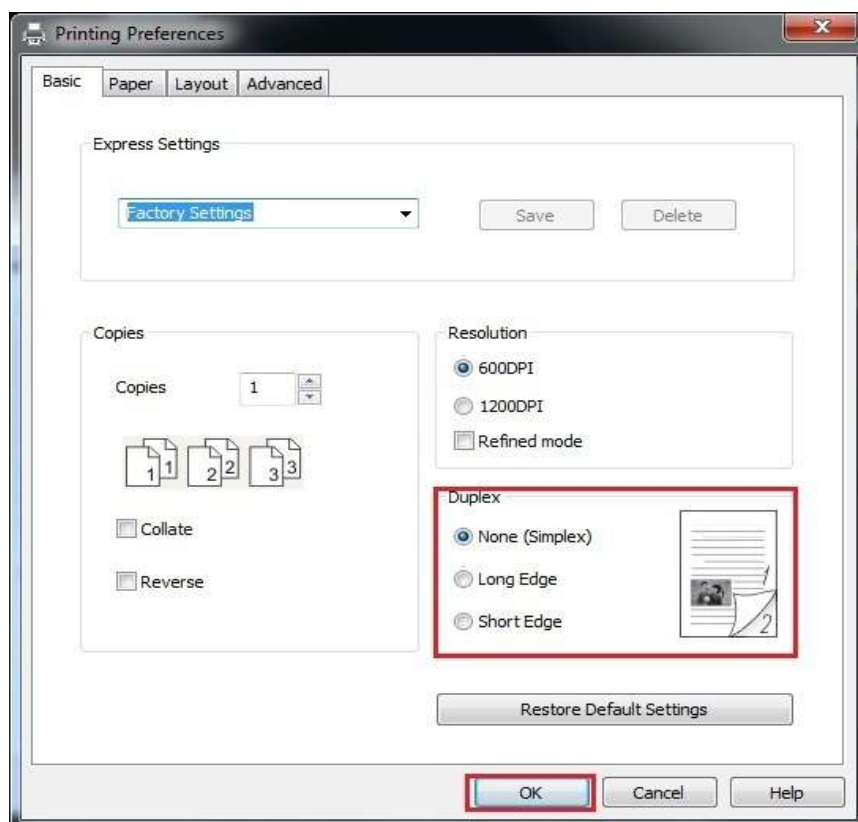 Printing Preferences
Basic Paper Layout Advanced
Express Settings
Factory Settings Save Delete
Copies
Copies 1
1 1 2 2 3 3
Collate
Reverse
Resolution
600DPI
1200DPI
Refined mode
Duplex
None (Simplex)
Long Edge
Short Edge
1
2
Restore Default Settings
OK Cancel Help